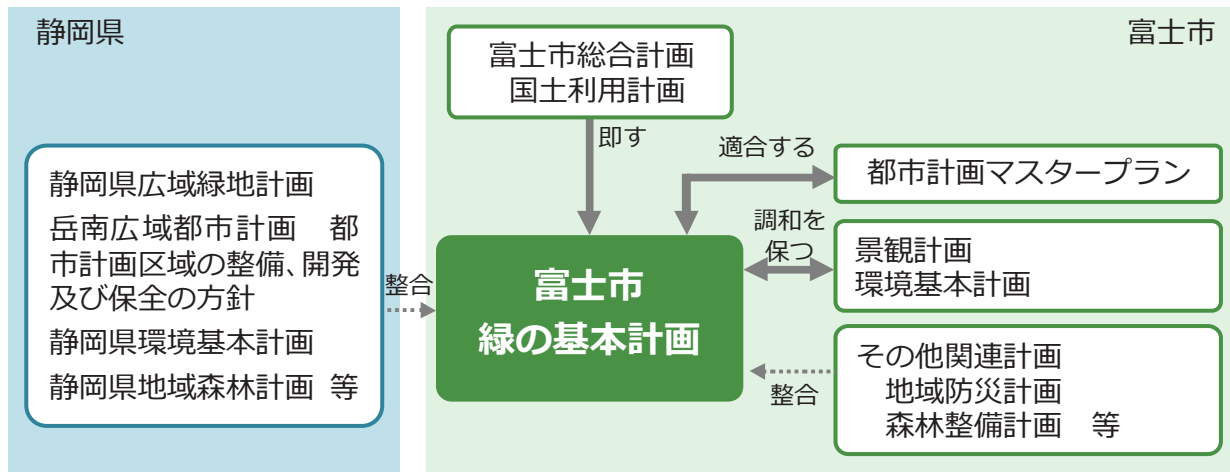 静岡県
静岡県広域緑地計画
岳南広域都市計画　都
市計画区域の整備、開発
及び保全の方針
静岡県環境基本計画
静岡県地域森林計画 等
整合
富士市
富士市総合計画
国土利用計画
即す
適合する
都市計画マスタープラン
調和を
保つ
景観計画
環境基本計画
富士市
緑の基本計画
整合
その他関連計画
地域防災計画
森林整備計画　等